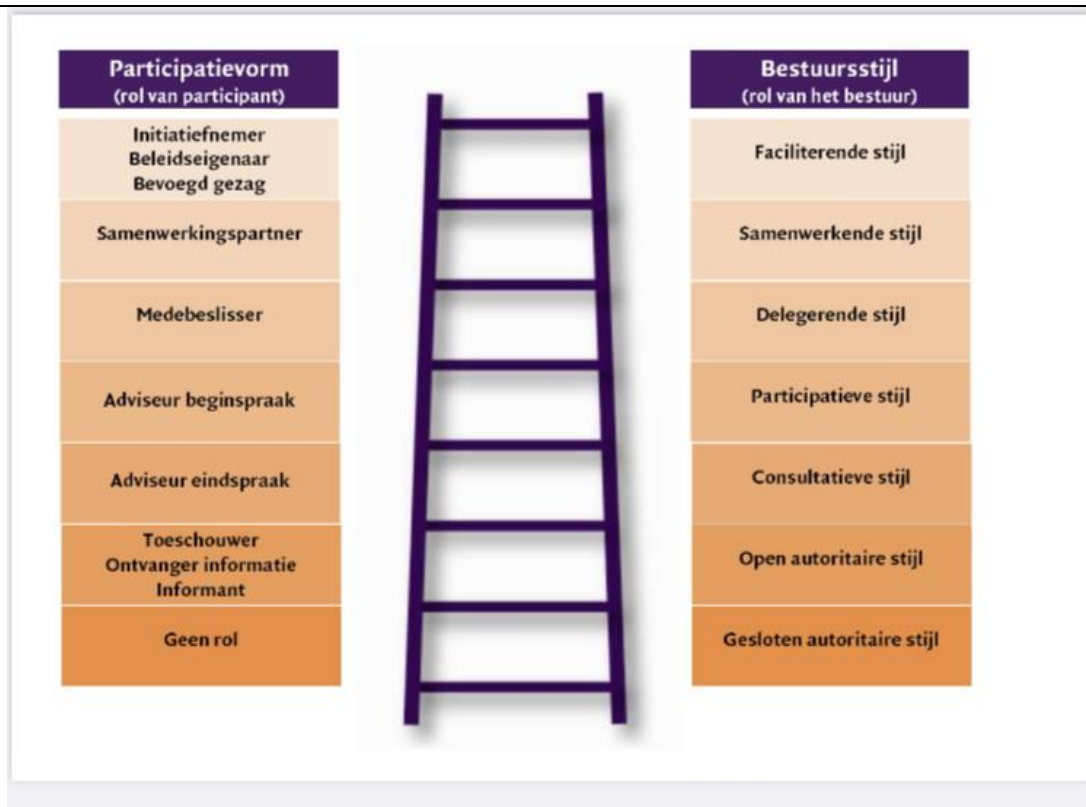 Participatievorm
(rol van participant)
Initiatiefnemer
Beleidseigenaar
Bevoegd gezag
Samenwerkingspartner
Medebeslisser
Adviseur beginspraak
Adviseur eindspraak
Toeschouwer
Ontvanger informatie
Informant
Geen rol
Bestuursstijl
(rol van het bestuur)
Faciliterende stijl
Samenwerkende stijl
Delegerende stijl
Participatieve stijl
Consultatieve stijl
Open autoritaire stijl
Gesloten autoritaire stijl